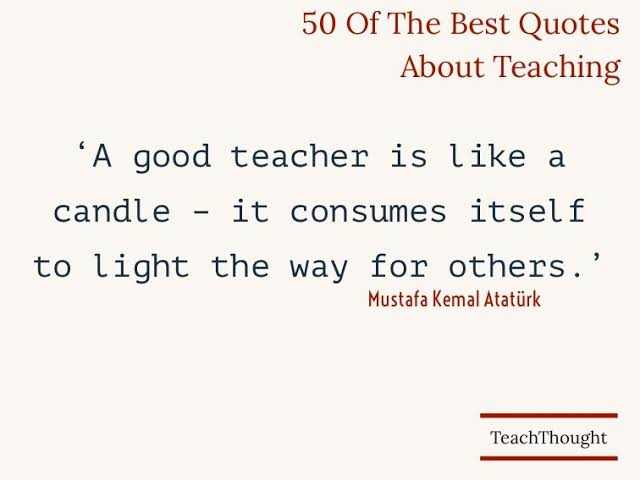 50 Of The Best Quotes
About Teaching
‘A good teacher is like a
candle – it consumes itself
to light the way for others.’
Mustafa Kemal Atatürk
TeachThought